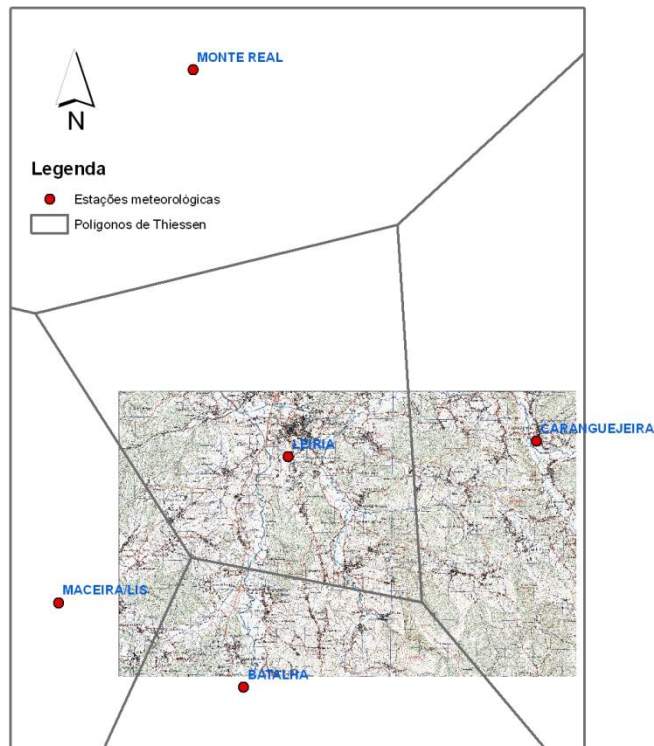 MONTE REAL
N
Legenda
Estações meteorológicas
Polígonos de Thiessen
CARANGUEJEIRA
LEIRIA
MACEIRA/LIS
BATALHA